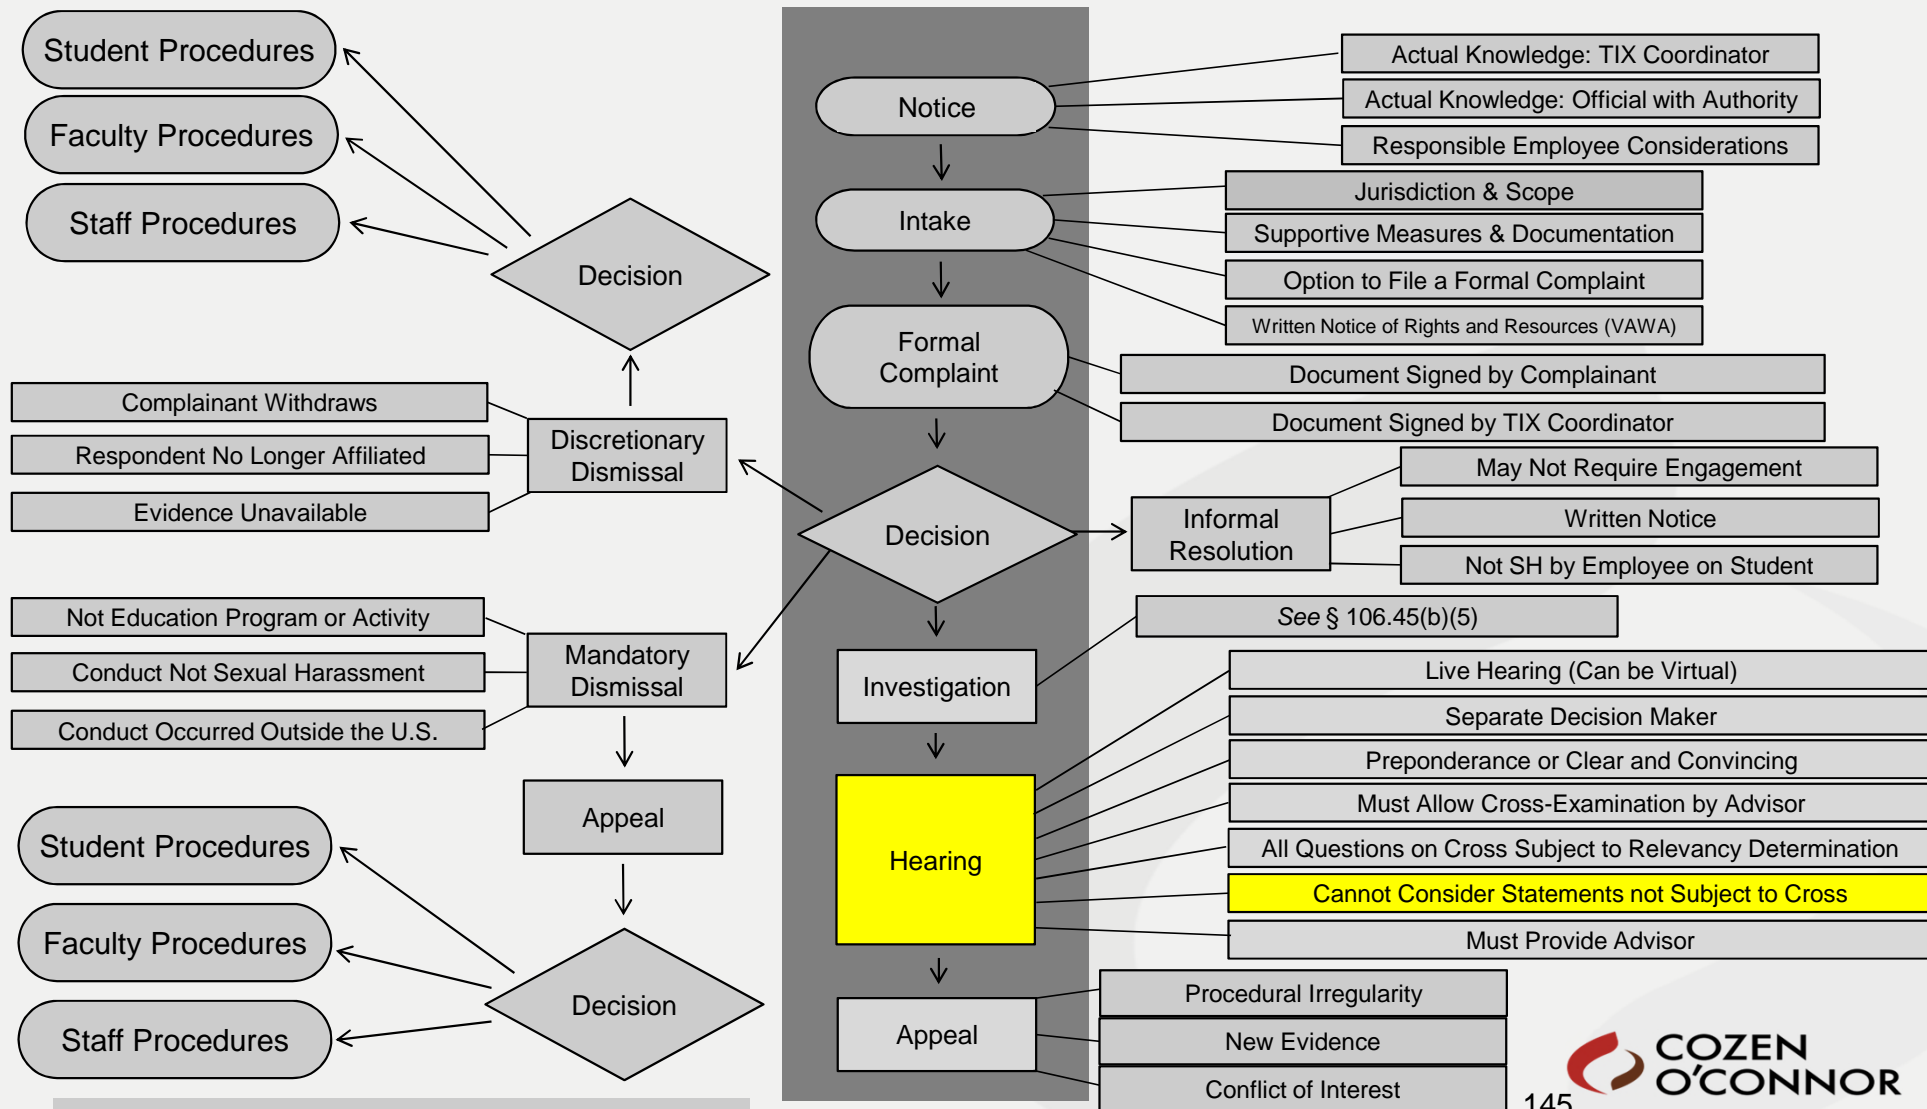 Student Procedures
Faculty Procedures
Staff Procedures
Decision
Complainant Withdraws
Respondent No Longer Affiliated
Evidence Unavailable
Discretionary
Dismissal
Not Education Program or Activity
Conduct Not Sexual Harassment
Conduct Occurred Outside the U.S.
Mandatory
Dismissal
Appeal
Student Procedures
Faculty Procedures
Staff Procedures
Decision
Notice
Actual Knowledge: TIX Coordinator
Actual Knowledge: Official with Authority
Responsible Employee Considerations
Intake
Jurisdiction & Scope
Supportive Measures & Documentation
Option to File a Formal Complaint
Written Notice of Rights and Resources (VAWA)
Formal
Complaint
Document Signed by Complainant
Document Signed by TIX Coordinator
Decision
Informal
Resolution
May Not Require Engagement
Written Notice
Not SH by Employee on Student
Investigation
See § 106.45(b)(5)
Hearing
Live Hearing (Can be Virtual)
Separate Decision Maker
Preponderance or Clear and Convincing
Must Allow Cross-Examination by Advisor
All Questions on Cross Subject to Relevancy Determination
Cannot Consider Statements not Subject to Cross
Must Provide Advisor
Appeal
Procedural Irregularity
New Evidence
Conflict of Interest
145
COZEN
O'CONNOR